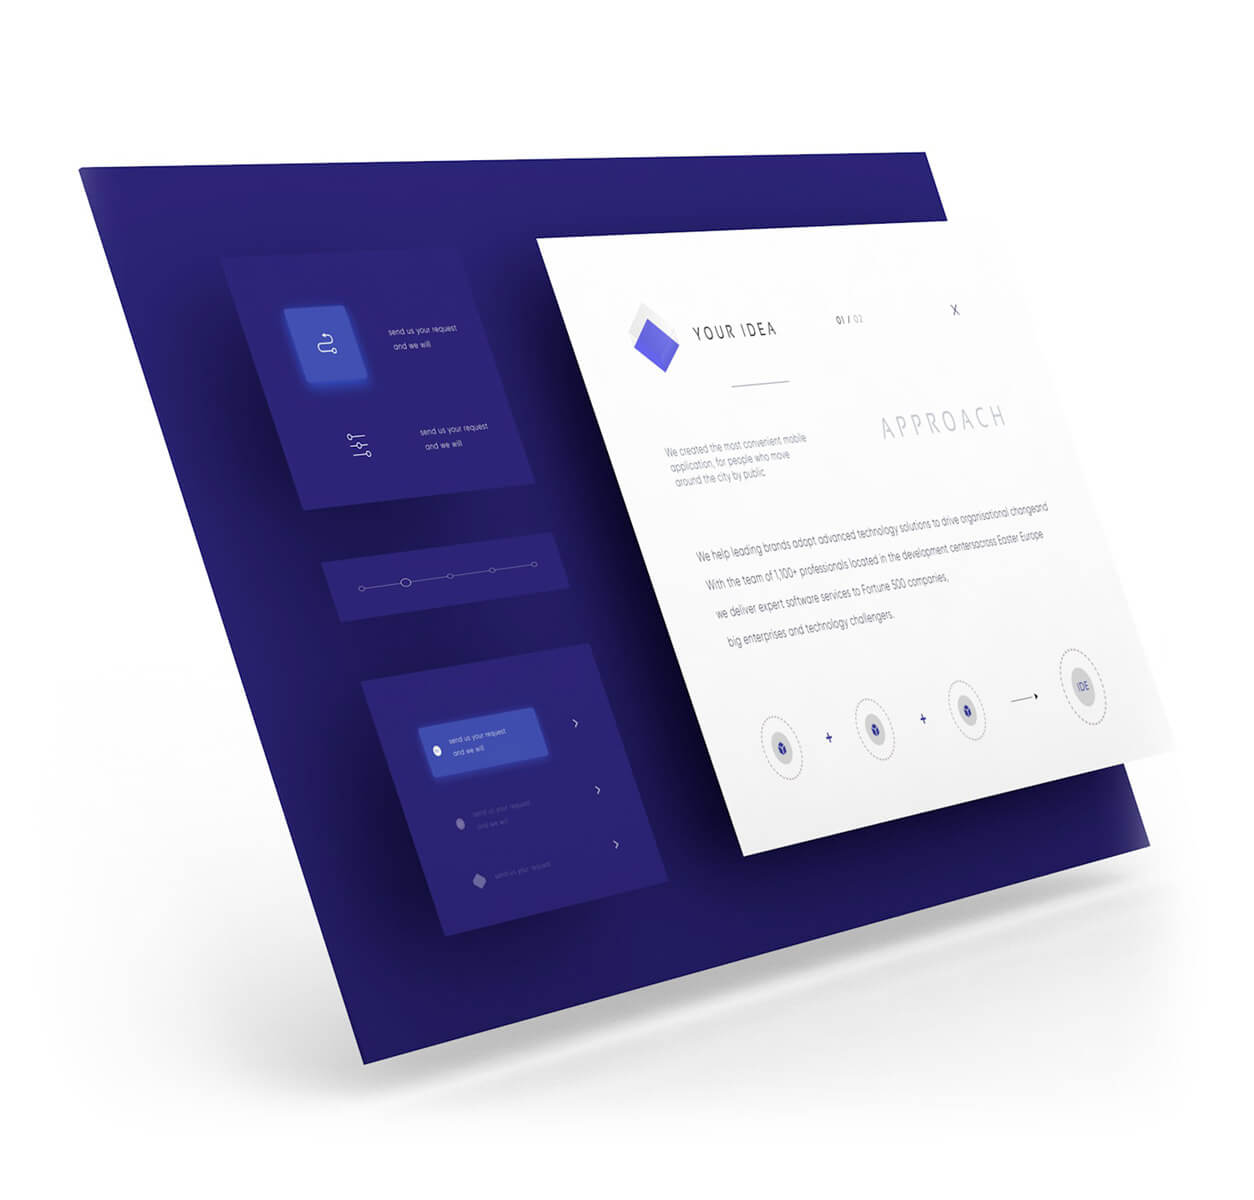 send us your request
and we will
send us your request
and we will
send us your request
and we will
send us your request
and we will
send us your request
YOUR IDEA
01 / 02
X
APPROACH
We created the most convenient mobile
application, for people who move
around the city by public
We help leading brands adopt advanced technology solutions to drive organisational changeand
With the team of 1,100+ professionals located in the development centersacross Easter Europe
we deliver expert software services to Fortune 500 companies,
big enterprises and technology challengers.
+ + IDE